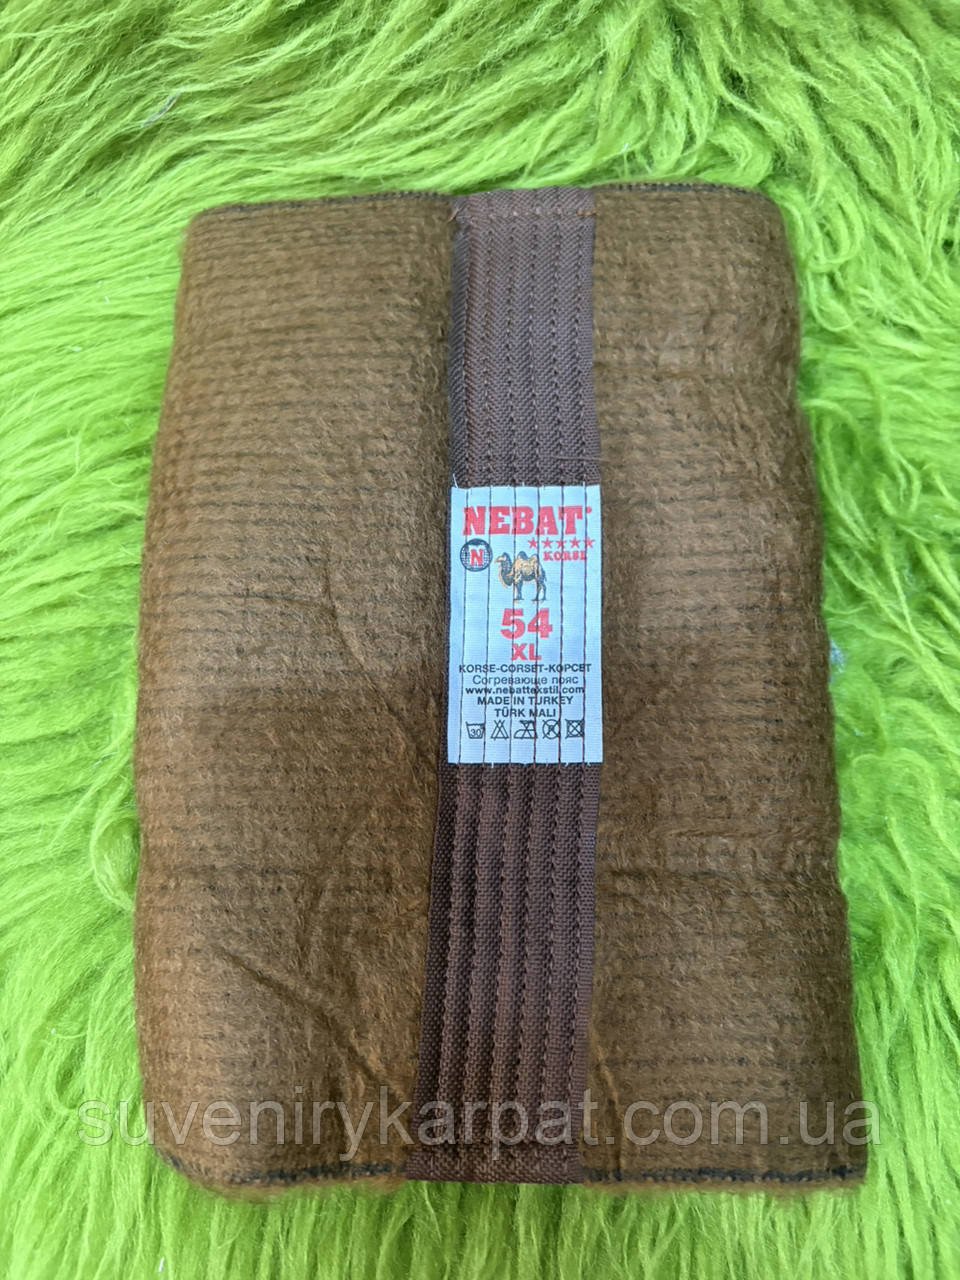 NEBAT
KORSE
N
54
XL
KORSE-CORSET-КОРСЕТ
Согревающе пояс
www.nebattekstil.com
MADE IN TURKEY
TÜRK MALI
30
suvenirykarpat.com.ua